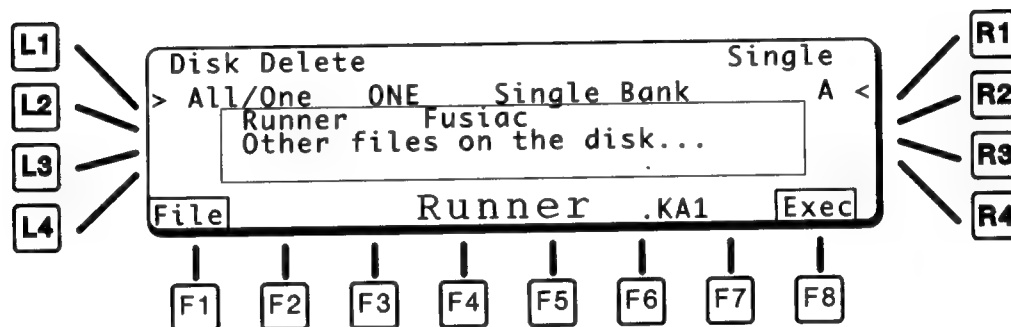 L1
L2
L3
L4
Disk Delete Single
> All/One ONE Single Bank A <
Runner Fusiac
Other files on the disk...
File Runner .KA1 Exec
R1
R2
R3
R4
F1 F2 F3 F4 F5 F6 F7 F8